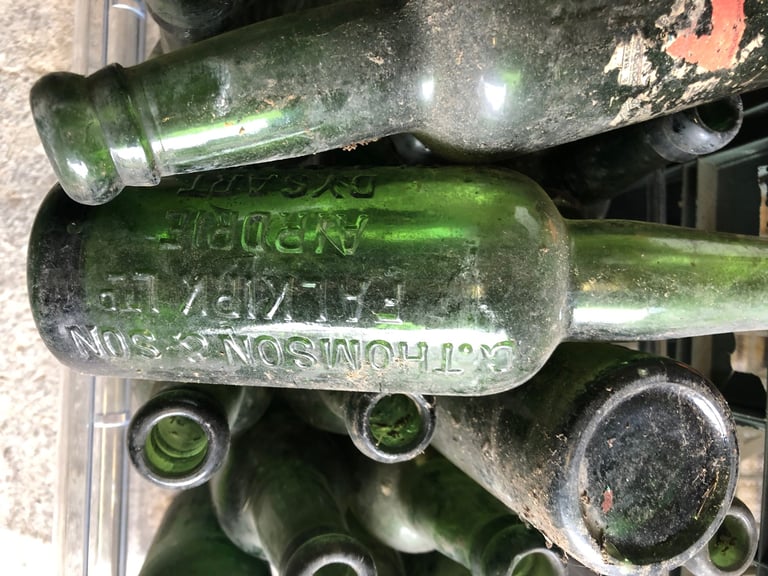 G. THOMSON & SON
FALKIRK LTD
AIRDRIE
DYSART